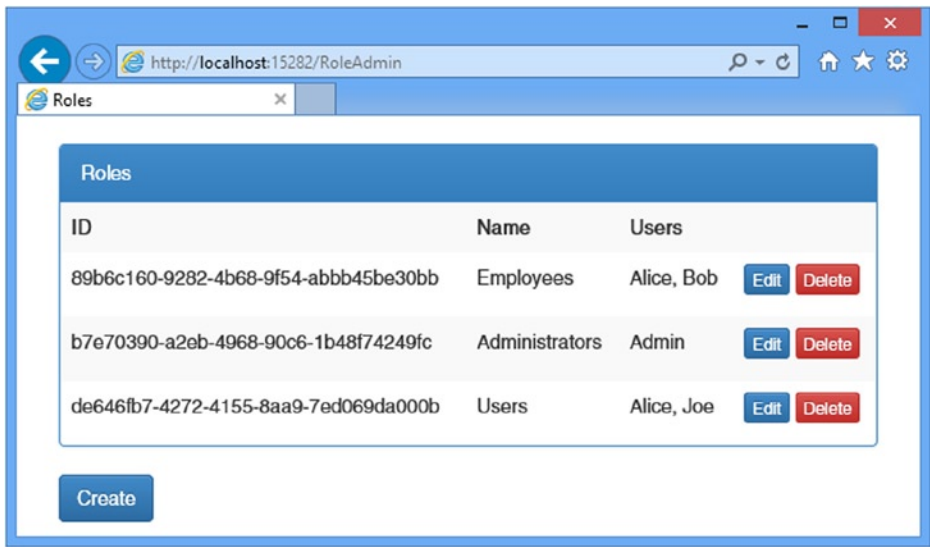 http://localhost:15282/RoleAdmin
Roles
Roles
ID Name Users
89b6c160-9282-4b68-9f54-abbb45be30bb Employees Alice, Bob Edit Delete
b7e70390-a2eb-4968-90c6-1b48f74249fc Administrators Admin Edit Delete
de646fb7-4272-4155-8aa9-7ed069da000b Users Alice, Joe Edit Delete
Create